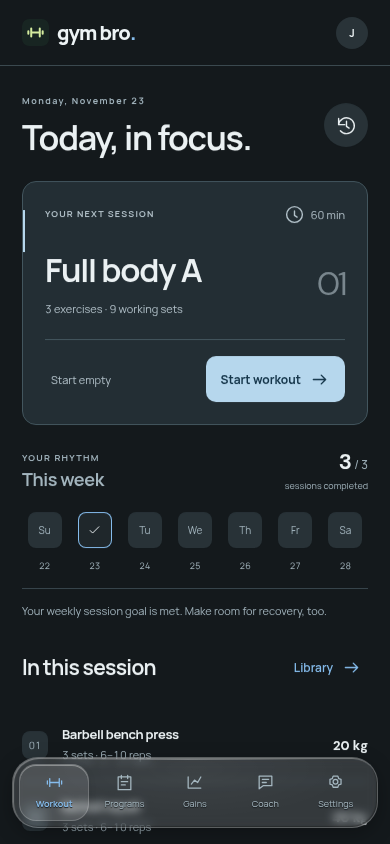 gym bro.
J
Monday, November 23
Today, in focus.
YOUR NEXT SESSION
60 min
Full body A
01
3 exercises · 9 working sets
Start empty
Start workout
YOUR RHYTHM
This week
3 / 3
sessions completed
Su Tu We Th Fr Sa
22 23 24 25 26 27 28
Your weekly session goal is met. Make room for recovery, too.
In this session
Library
01
Barbell bench press
3 sets · 6–10 reps
20 kg
Workout Programs Gains Coach Settings
3 sets · 6–10 reps